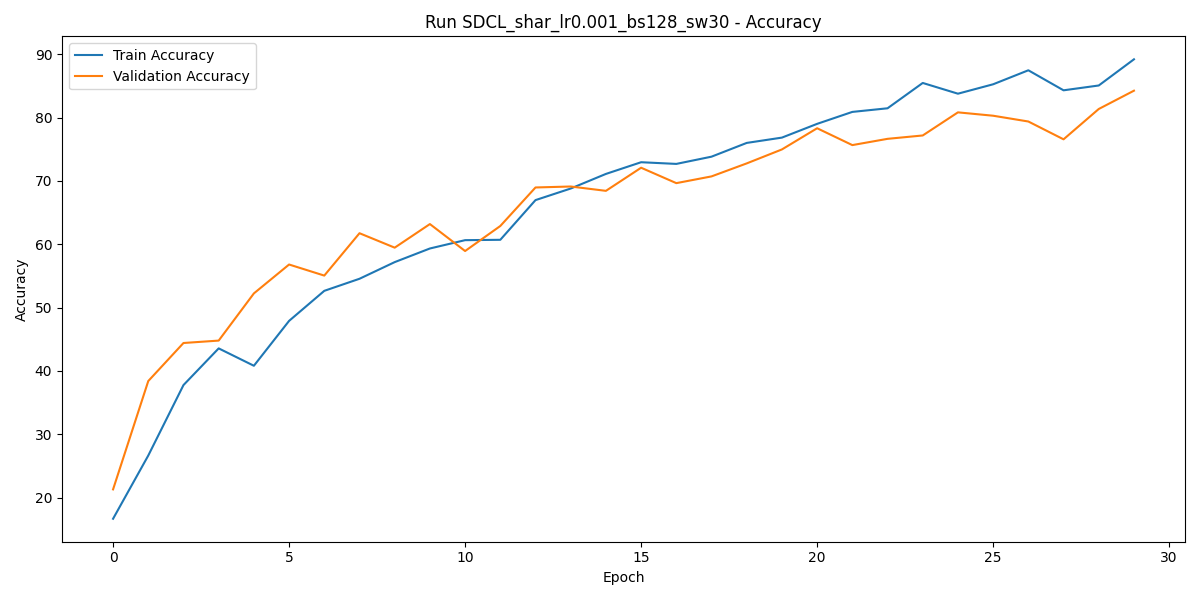 Run SDCL_shar_lr0.001_bs128_sw30 - Accuracy
Train Accuracy
Validation Accuracy
90
80
70
60
50
40
30
20
Accuracy
0 5 10 15 20 25 30
Epoch